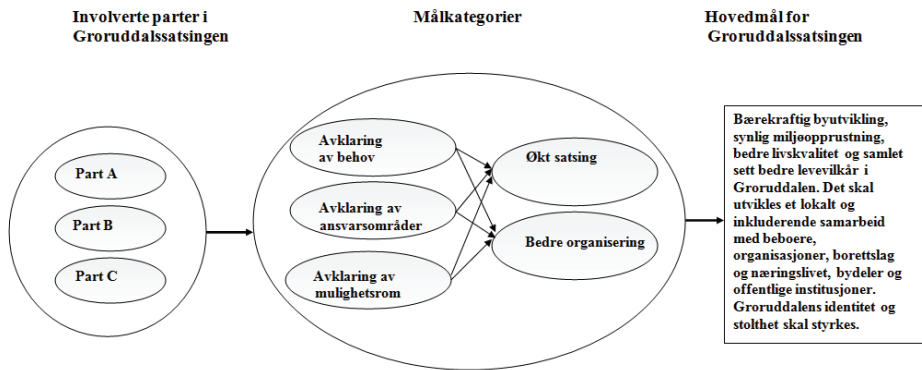 Involverte parter i
Groruddalssatsingen
Målkategorier
Hovedmål for
Groruddalssatsingen
Part A
Part B
Part C
Avklaring
av behov
Avklaring av
ansvarsområder
Avklaring av
mulighetsrom
Økt satsing
Bedre organisering
Bærekraftig byutvikling,
synlig miljøopprustning,
bedre livskvalitet og samlet
sett bedre levevilkår i
Groruddalen. Det skal
utvikles et lokalt og
inkluderende samarbeid
med beboere,
organisasjoner, borettslag
og næringslivet, bydeler og
offentlige institusjoner.
Groruddalens identitet og
stolthet skal styrkes.